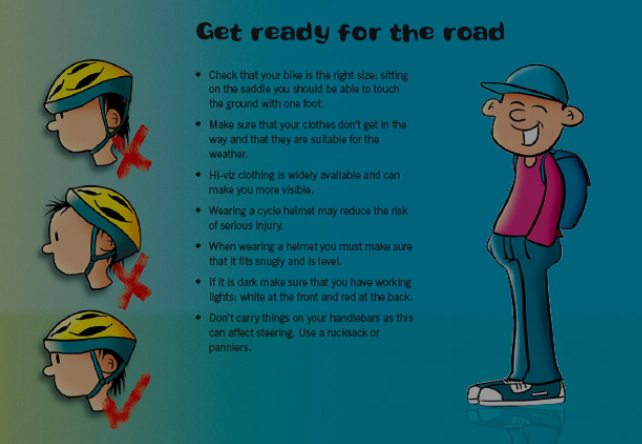 Get ready for the road
• Check that your bike is the right size: sitting
on the saddle you should be able to touch
the ground with one foot.
• Make sure that your clothes don't get in the
way and that they are suitable for the
weather.
• Hi-viz clothing is widely available and can
make you more visible.
• Wearing a cycle helmet may reduce the risk
of serious injury.
• When wearing a helmet you must make sure
that it fits snugly and is level.
• If it is dark make sure that you have working
lights: white at the front and red at the back.
• Don't carry things on your handlebars as this
can affect steering. Use a rucksack or
panniers.